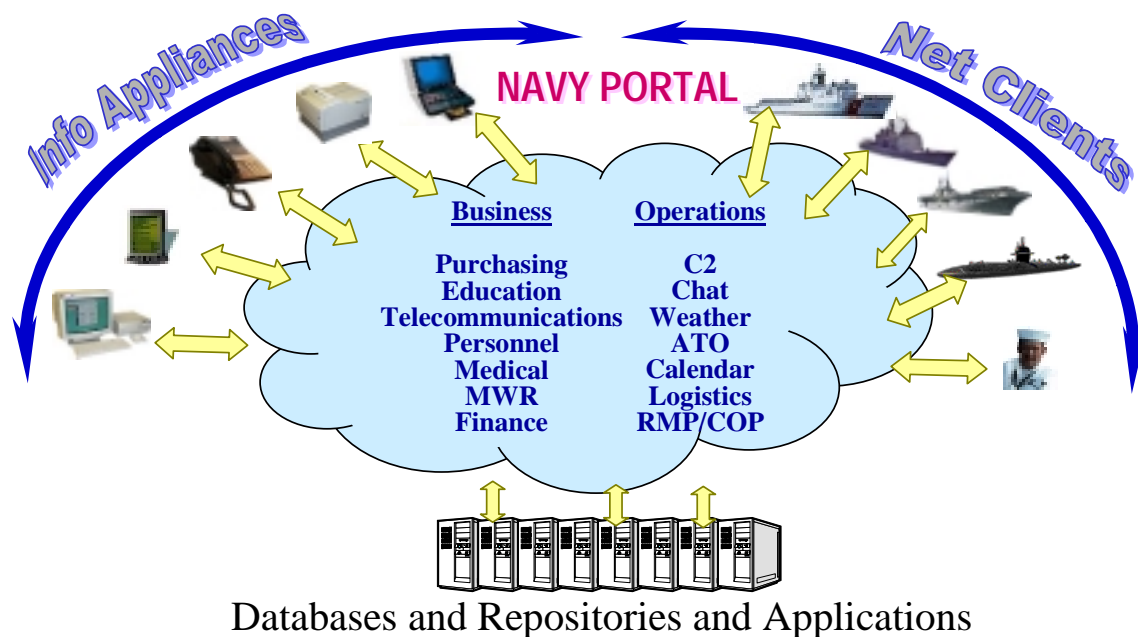 Info Appliances
Net Clients
NAVY PORTAL
Business
Purchasing
Education
Telecommunications
Personnel
Medical
MWR
Finance
Operations
C2
Chat
Weather
ATO
Calendar
Logistics
RMP/COP
Databases and Repositories and Applications